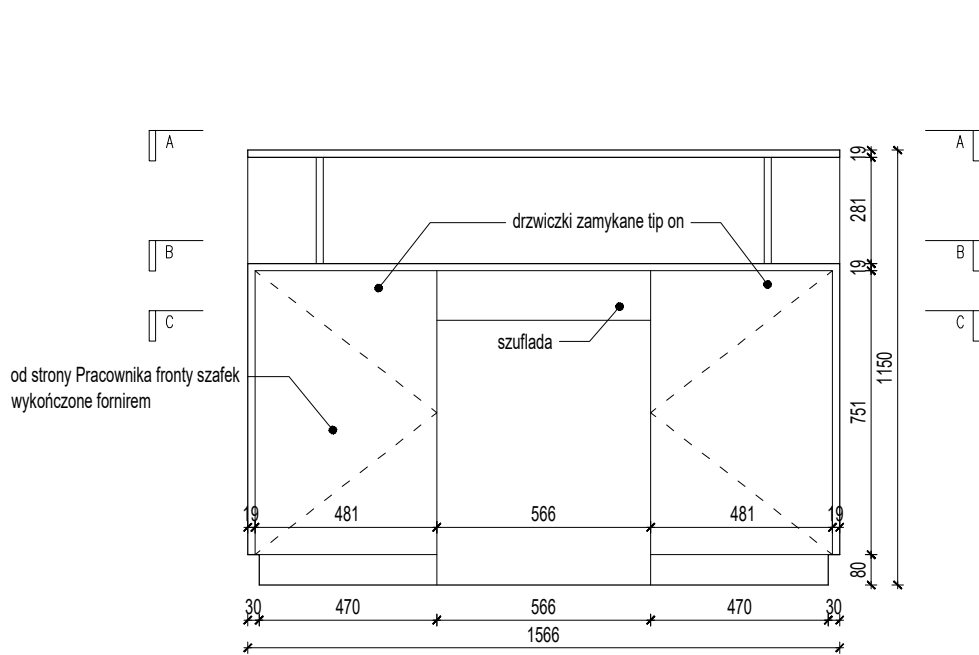 A
A
19
281
drzwiczki zamykane tip on
B
B
19
C
C
szuflada
od strony Pracownika fronty szafek
wykończone fornirem
1150
751
19
481
566
481
19
80
30
470
566
470
30
1566